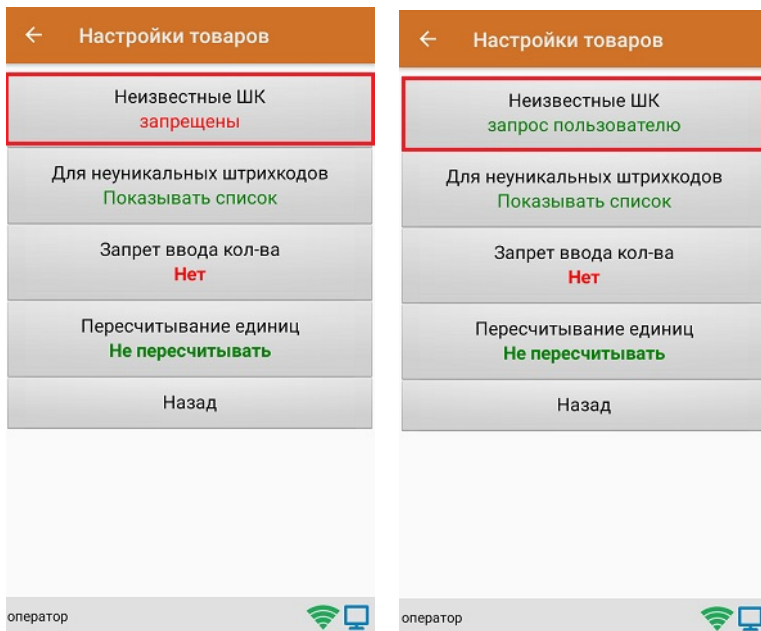 Настройки товаров
Неизвестные ШК
запрещены
Для неуникальных штрихкодов
Показывать список
Запрет ввода кол-ва
Нет
Пересчитывание единиц
Не пересчитывать
Назад
оператор
Настройки товаров
Неизвестные ШК
запрос пользователю
Для неуникальных штрихкодов
Показывать список
Запрет ввода кол-ва
Нет
Пересчитывание единиц
Не пересчитывать
Назад
оператор